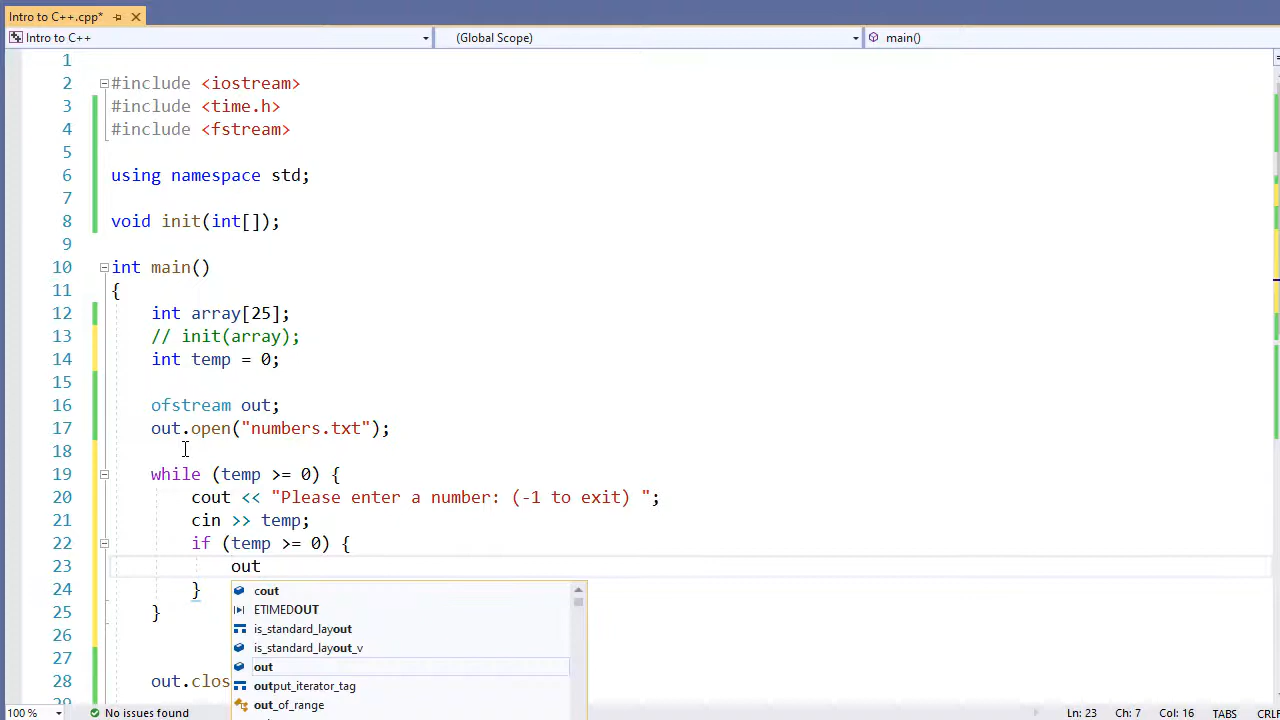 Intro to C++.cpp*
Intro to C++ (Global Scope) main()
1
2 #include <iostream>
3 #include <time.h>
4 #include <fstream>
5
6 using namespace std;
7
8 void init(int[]);
9
10 int main()
11 {
12 int array[25];
13 // init(array);
14 int temp = 0;
15
16 ofstream out;
17 out.open("numbers.txt");
18
19 while (temp >= 0) {
20 cout << "Please enter a number: (-1 to exit) ";
21 cin >> temp;
22 if (temp >= 0) {
23 out
24 }
25 }
26
27
28 out.clos
29
cout
ETIMEDOUT
is_standard_layout
is_standard_layout_v
out
output_iterator_tag
out_of_range
100 % No issues found Ln: 23 Ch: 7 Col: 16 TABS CRLF